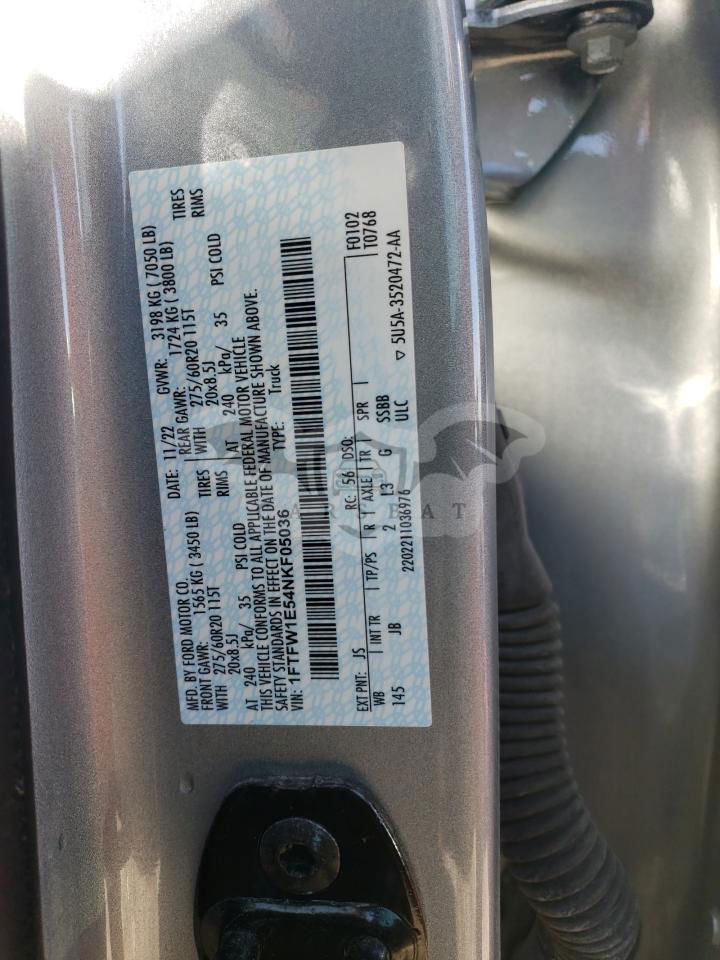 MFD. BY FORD MOTOR CO. DATE: 11/22 GVWR: 3198 KG ( 7050 LB)
FRONT GAWR: 1565 KG ( 3450 LB) REAR GAWR: 1724 KG ( 3800 LB)
WITH 275/60R20 115T TIRES WITH 275/60R20 115T TIRES
20x8.5J RIMS 20x8.5J RIMS
AT 240 kPa/ 35 PSI COLD AT 240 kPa/ 35 PSI COLD
THIS VEHICLE CONFORMS TO ALL APPLICABLE FEDERAL MOTOR VEHICLE
SAFETY STANDARDS IN EFFECT ON THE DATE OF MANUFACTURE SHOWN ABOVE.
VIN: 1FTFW1E54NKF05036 TYPE: Truck
F0102
EXT PNT: JS RC: 56 DSO: T0768
WB INT TR TP/PS R AXLE TR SPR
145 JB 2 L3 G SSBB
ULC
2202211036976 5U5A-3520472-AA